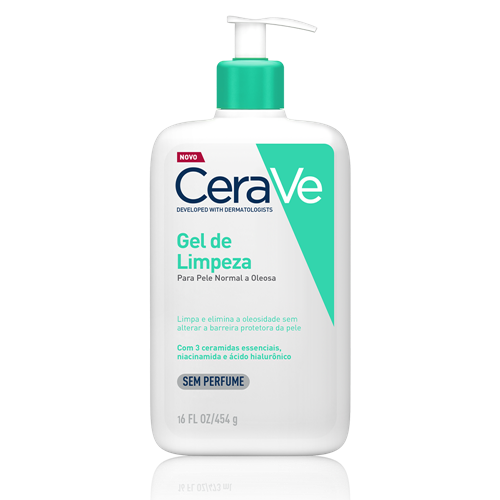 NOVO
CeraVe
DEVELOPED WITH DERMATOLOGISTS
Gel de
Limpeza
Para Pele Normal a Oleosa
Limpa e elimina a oleosidade sem
alterar a barreira protetora da pele
Com 3 ceramidas essenciais,
niacinamida e ácido hialurônico
SEM PERFUME
16 FL OZ/454 g